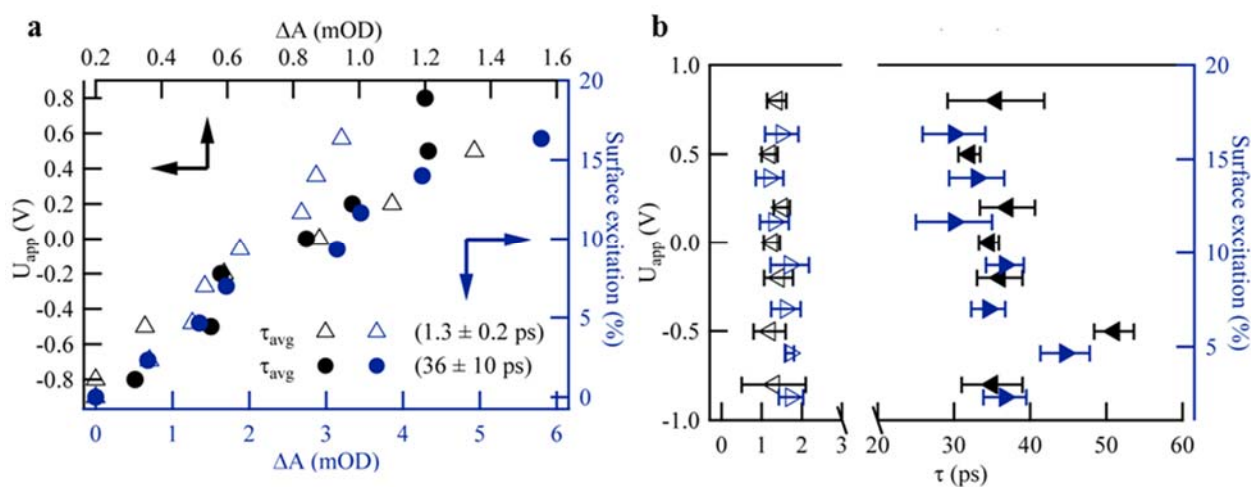 a
ΔA (mOD)
0.2 0.4 0.6 0.8 1.0 1.2 1.4 1.6
U_app (V)
0.8
0.6
0.4
0.2
0.0
-0.2
-0.4
-0.6
-0.8
20
15
10
5
0
Surface excitation (%)
τ_avg (1.3 ± 0.2 ps)
τ_avg (36 ± 10 ps)
0 1 2 3 4 5 6
ΔA (mOD)
b
U_app (V)
1.0
0.5
0.0
-0.5
-1.0
20
15
10
5
Surface excitation (%)
0 1 2 3 20 30 40 50 60
τ (ps)